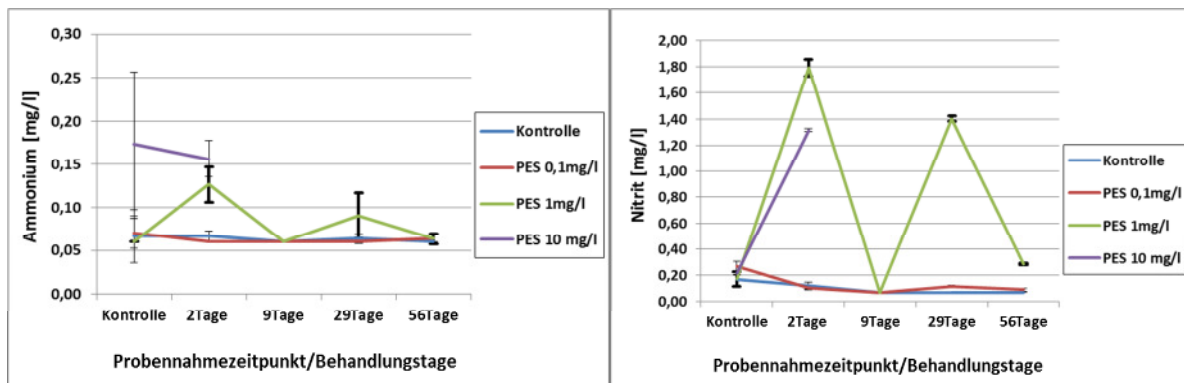 0,30
0,25
0,20
0,15
0,10
0,05
0,00
Ammonium [mg/l]
Kontrolle 2Tage 9Tage 29Tage 56Tage
Probennahmezeitpunkt/Behandlungstage
Kontrolle
PES 0,1mg/l
PES 1mg/l
PES 10 mg/l
2,00
1,80
1,60
1,40
1,20
1,00
0,80
0,60
0,40
0,20
0,00
Nitrit [mg/l]
Kontrolle 2Tage 9Tage 29Tage 56Tage
Probennahmezeitpunkt/Behandlungstage
Kontrolle
PES 0,1mg/l
PES 1mg/l
PES 10 mg/l